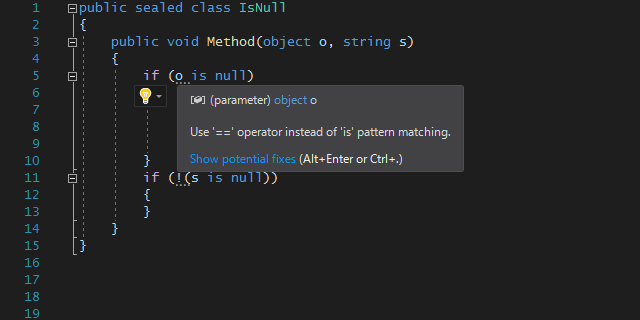 1 public sealed class IsNull
2 {
3 public void Method(object o, string s)
4 {
5 if (o is null)
6 (parameter) object o
7
8 Use '==' operator instead of 'is' pattern matching.
9
Show potential fixes (Alt+Enter or Ctrl+.)
10 }
11 if (!(s is null))
12 {
13 }
14 }
15 }
16
17
18
19